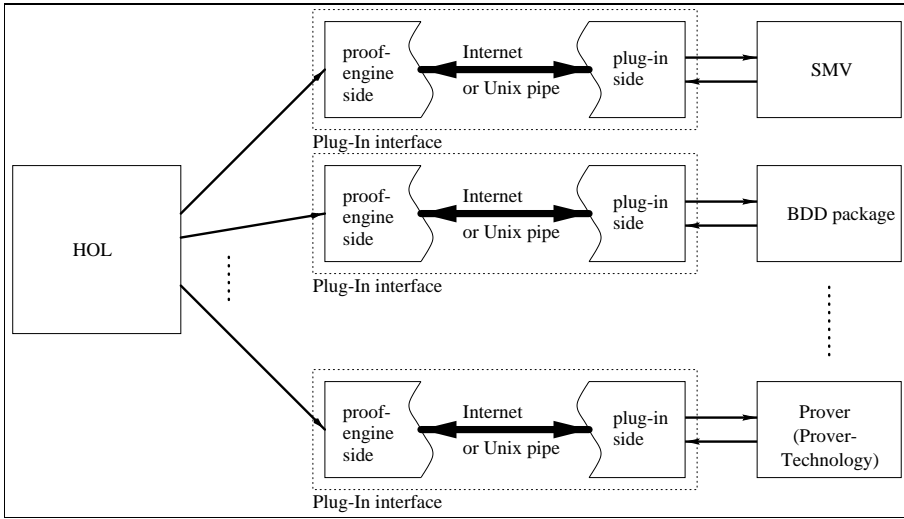 proof-
engine
side
Internet
or Unix pipe
plug-in
side
SMV
Plug-In interface
HOL
proof-
engine
side
Internet
or Unix pipe
plug-in
side
BDD package
Plug-In interface
proof-
engine
side
Internet
or Unix pipe
plug-in
side
Prover
(Prover-
Technology)
Plug-In interface